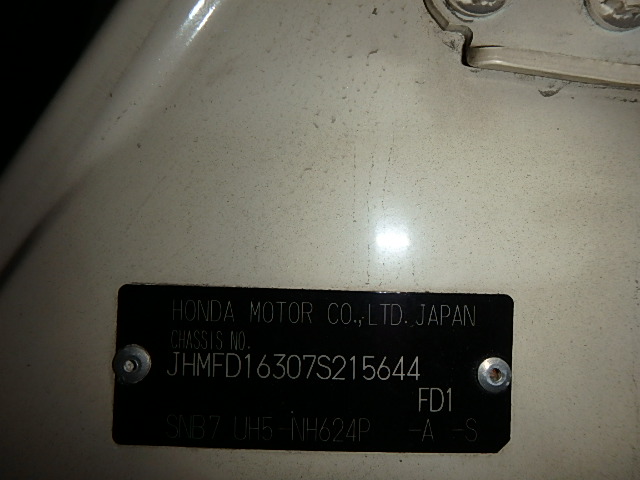 HONDA MOTOR CO.,LTD. JAPAN
CHASSIS NO.
JHMFD16307S215644
FD1
SNB7 UH5-NH624P -A -S